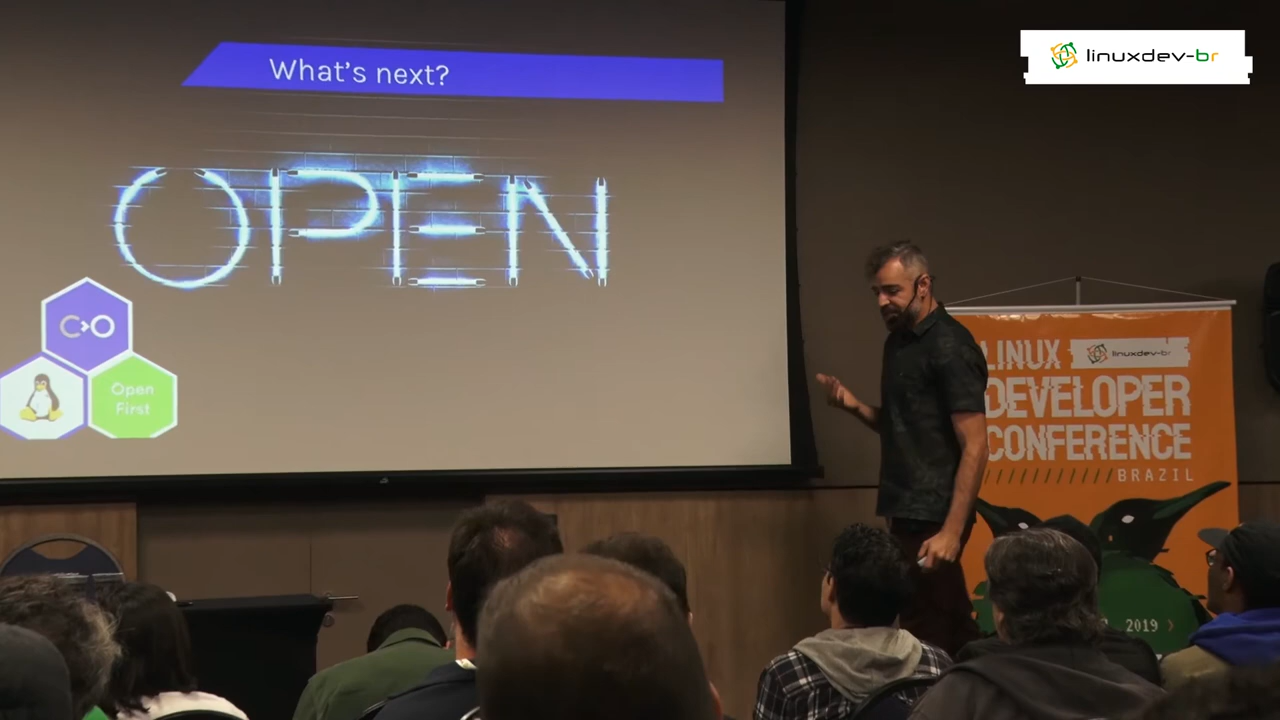 What's next?
OPEN
C>O
Open
First
linuxdev-br
LINUX
linuxdev-br
DEVELOPER
CONFERENCE
//////////BRAZIL
2019 >